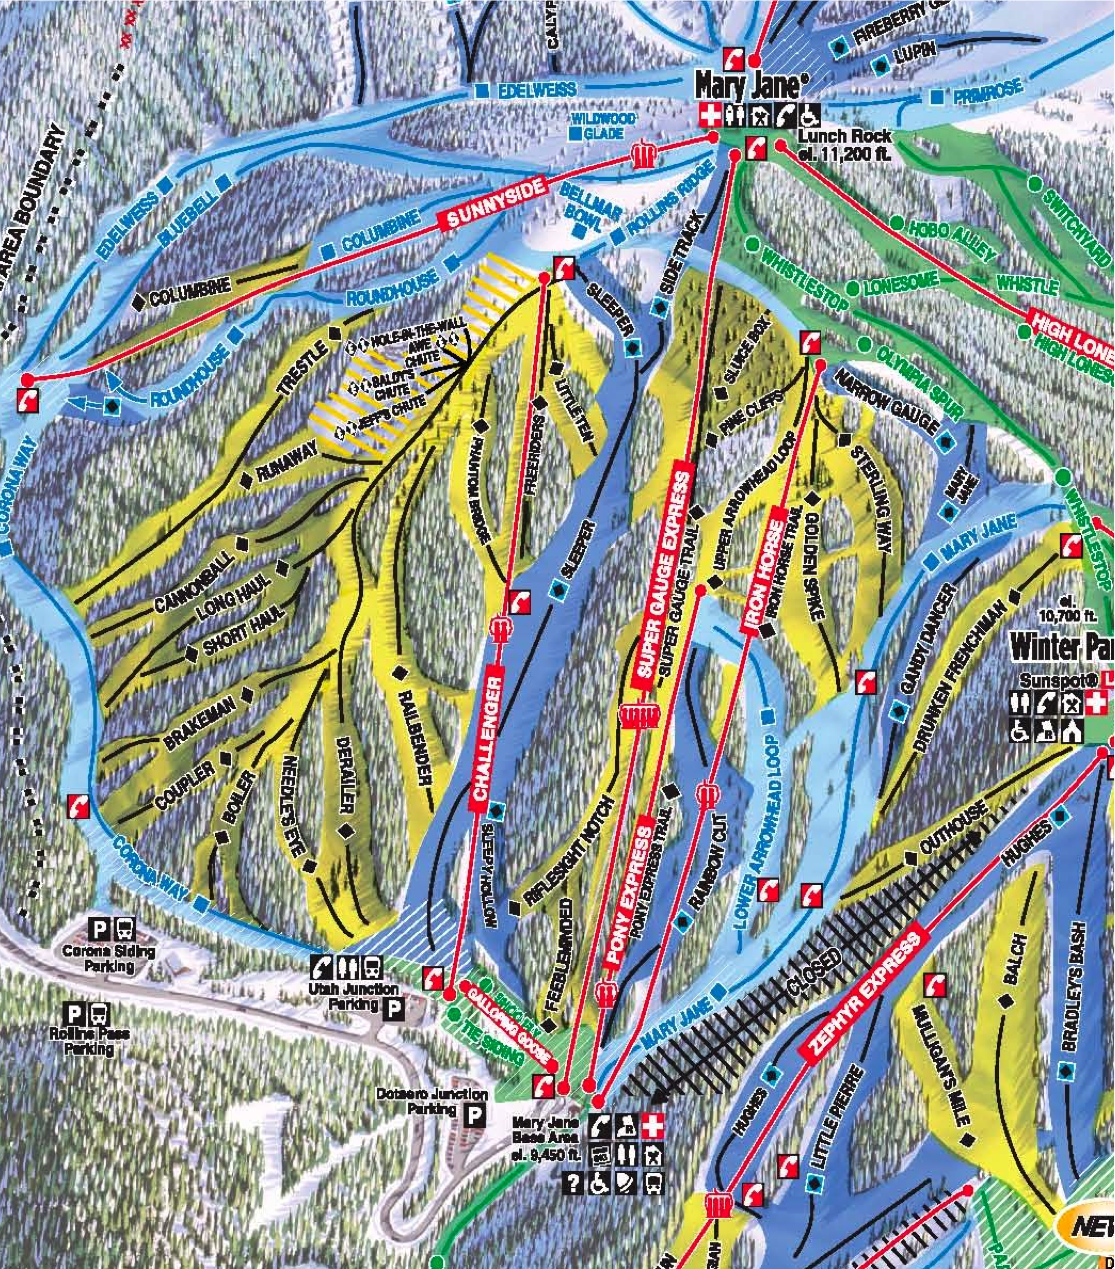 XX XX XX
AREA BOUNDARY
FIREBERRY
LUPIN
EDELWEISS
Mary Jane®
PRIMROSE
WILDWOOD
GLADE
Lunch Rock
el. 11,200 ft.
EDELWEISS
BLUEBELL
SUNNYSIDE
COLUMBINE
BELLMAR
BOWL
ROLLINS RIDGE
SIDE TRACK
SWITCHYARD
HOBO ALLEY
WHISTLESTOP
LONESOME
WHISTLE
COLUMBINE
ROUNDHOUSE
SLEEPER
HIGH LONE
HIGH LONES
OLYMPIA SPUR
HOLE-IN-THE-WALL
AWE
CHUTE
BALDY'S
CHUTE
JEFF'S CHUTE
TRESTLE
ROUNDHOUSE
SLUICE BOX
PINE CLIFFS
NARROW GAUGE
LITTLE TEN
FREERIDERS
PHANTOM BRIDGE
RUNAWAY
CORONA WAY
STERLING WAY
MARY
JANE
MARY JANE
WHISTLESTOP
UPPER ARROWHEAD LOOP
SUPER GAUGE EXPRESS
SUPER GAUGE TRAIL
IRON HORSE
IRON HORSE TRAIL
GOLDEN SPIKE
SLEEPER
CANNONBALL
LONG HAUL
SHORT HAUL
GANDY DANCER
DRUNKEN FRENCHMAN
el.
10,700 ft.
Winter Pa
Sunspot®
BRAKEMAN
COUPLER
BOILER
NEEDLE'S EYE
DERAILER
RAILBENDER
CHALLENGER
LOWER ARROWHEAD LOOP
RIFLESIGHT NOTCH
SLEEPY HOLLOW
PONY EXPRESS
PONY EXPRESS TRAIL
RAINBOW CUT
OUTHOUSE
HUGHES
CORONA WAY
P
Corona Siding
Parking
Utah Junction
Parking P
P
Rollins Pass
Parking
FEEBLEMINDED
CLOSED
ZEPHYR EXPRESS
BALCH
BRADLEY'S BASH
MULLIGAN'S MILE
MARY JANE
GALLOPING GOOSE
TIE SIDING
Dotsero Junction
Parking P
Mary Jane
Base Area
el. 9,450 ft.
?
HUGHES
LITTLE PIERRE
NEW